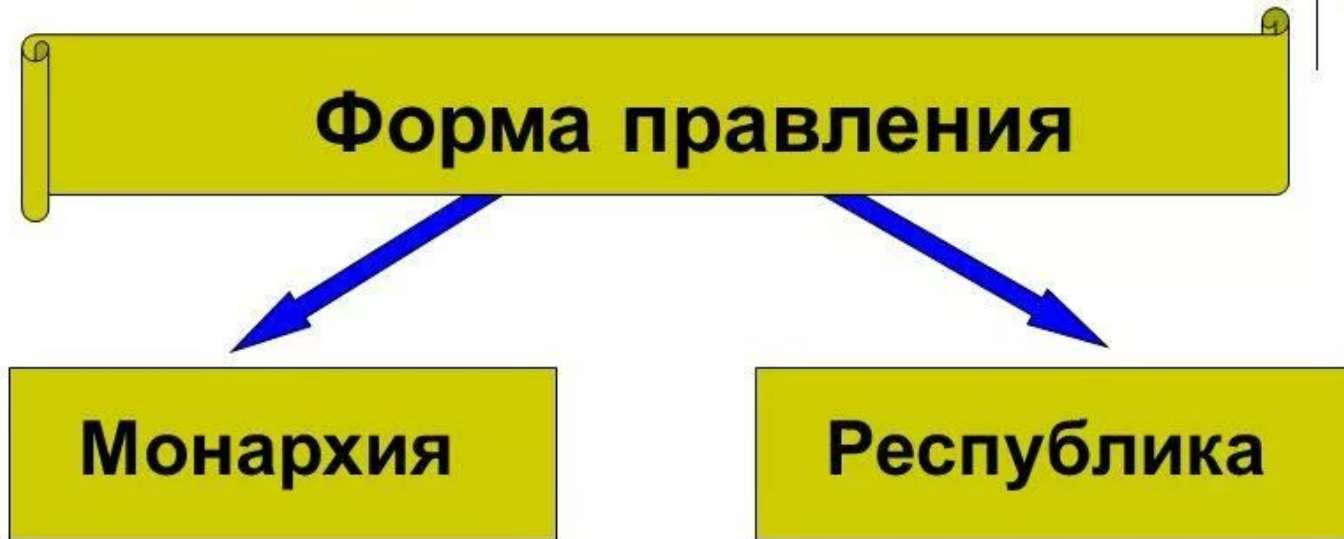 Форма правления
Монархия
Республика